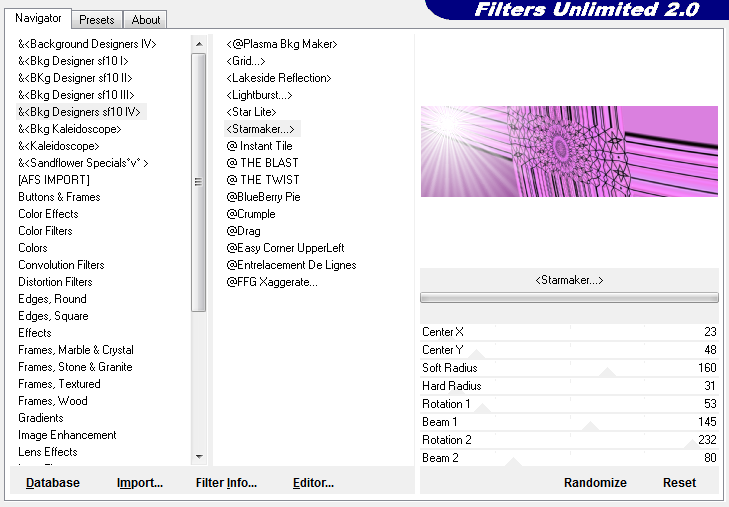 Filters Unlimited 2.0
Navigator
Presets
About
&<Background Designers IV>
&<BKg Designer sf10 I>
&<BKg Designer sf10 II>
&<Bkg Designer sf10 III>
&<Bkg Designers sf10 IV>
&<Bkg Kaleidoscope>
&<Kaleidoscope>
&<Sandflower Specials°v° >
[AFS IMPORT]
Buttons & Frames
Color Effects
Color Filters
Colors
Convolution Filters
Distortion Filters
Edges, Round
Edges, Square
Effects
Frames, Marble & Crystal
Frames, Stone & Granite
Frames, Textured
Frames, Wood
Gradients
Image Enhancement
Lens Effects
<@Plasma Bkg Maker>
<Grid...>
<Lakeside Reflection>
<Lightburst...>
<Star Lite>
<Starmaker...>
@ Instant Tile
@ THE BLAST
@ THE TWIST
@BlueBerry Pie
@Crumple
@Drag
@Easy Corner UpperLeft
@Entrelacement De Lignes
@FFG Xaggerate...
<Starmaker...>
Center X 23
Center Y 48
Soft Radius 160
Hard Radius 31
Rotation 1 53
Beam 1 145
Rotation 2 232
Beam 2 80
Database
Import...
Filter Info...
Editor...
Randomize
Reset